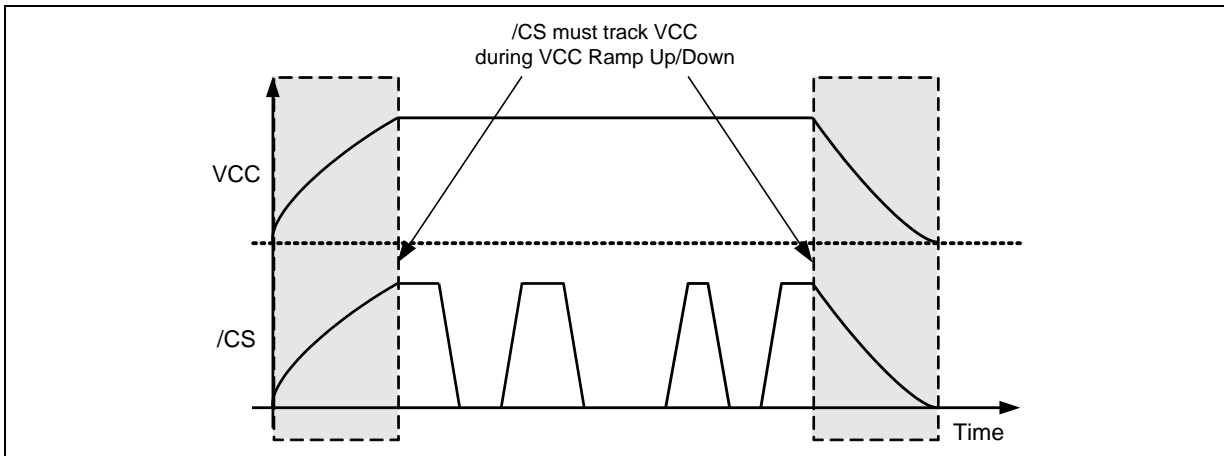 /CS must track VCC
during VCC Ramp Up/Down
VCC
/CS
Time